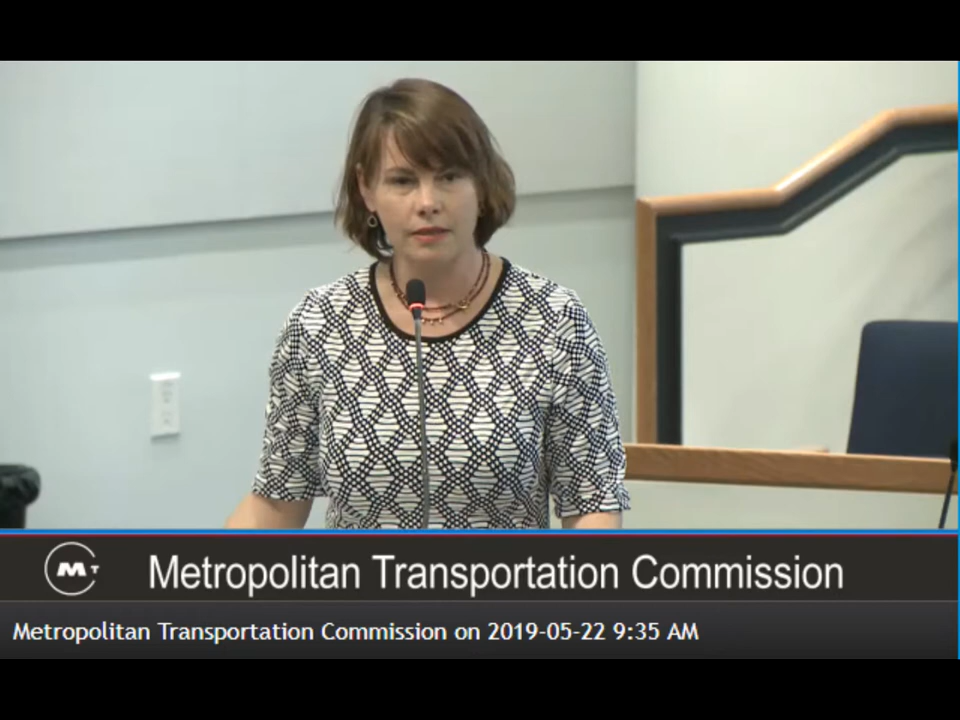 MT
Metropolitan Transportation Commission
Metropolitan Transportation Commission on 2019-05-22 9:35 AM